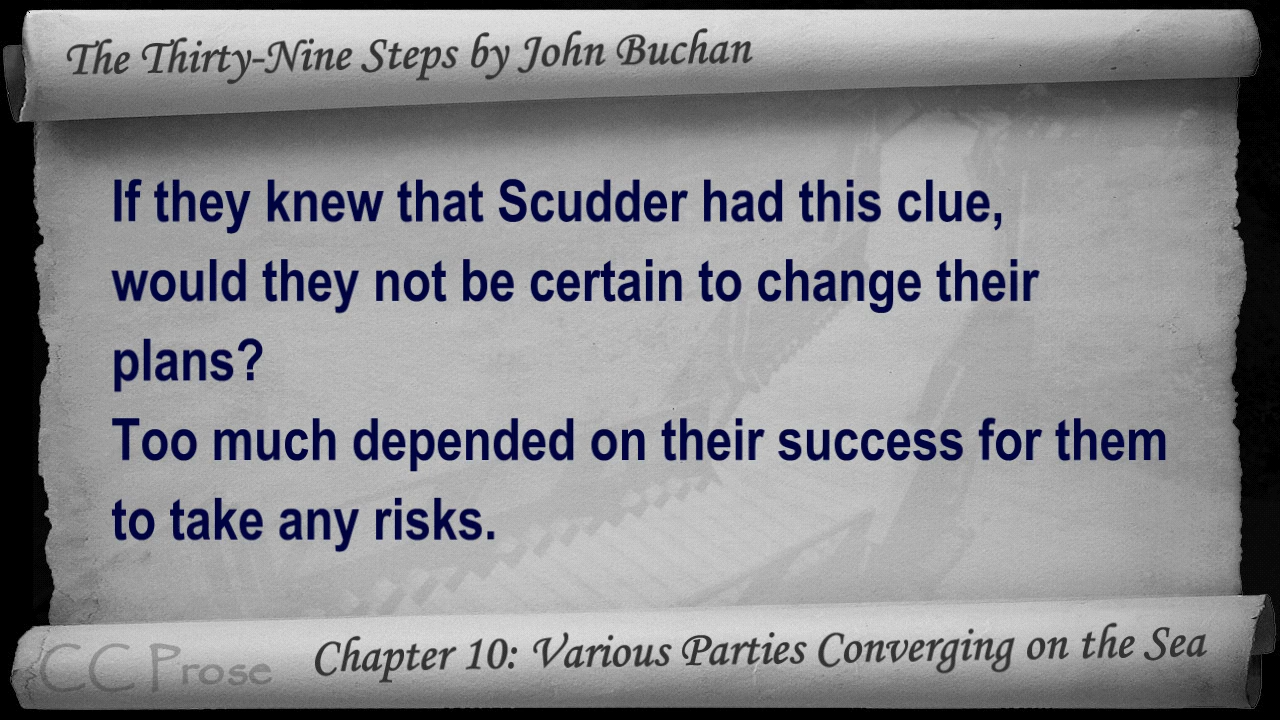 The Thirty-Nine Steps by John Buchan
If they knew that Scudder had this clue,
would they not be certain to change their
plans?
Too much depended on their success for them
to take any risks.
CC Prose
Chapter 10: Various Parties Converging on the Sea